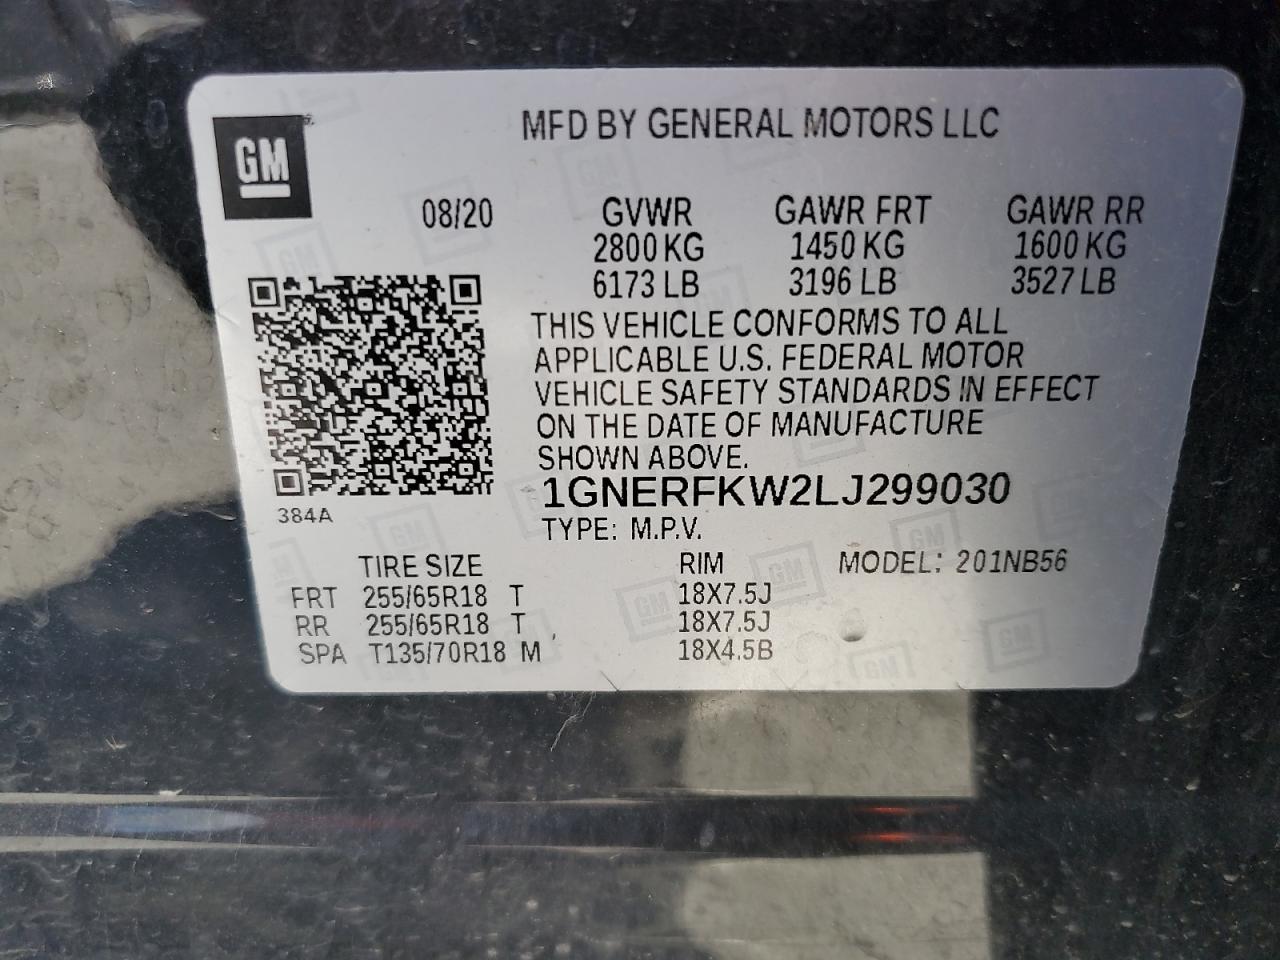 GM
MFD BY GENERAL MOTORS LLC
08/20 GVWR GAWR FRT GAWR RR
2800 KG 1450 KG 1600 KG
6173 LB 3196 LB 3527 LB
THIS VEHICLE CONFORMS TO ALL
APPLICABLE U.S. FEDERAL MOTOR
VEHICLE SAFETY STANDARDS IN EFFECT
ON THE DATE OF MANUFACTURE
SHOWN ABOVE.
1GNERFKW2LJ299030
384A
TYPE: M.P.V.
TIRE SIZE RIM MODEL: 201NB56
FRT 255/65R18 T 18X7.5J
RR 255/65R18 T 18X7.5J
SPA T135/70R18 M 18X4.5B